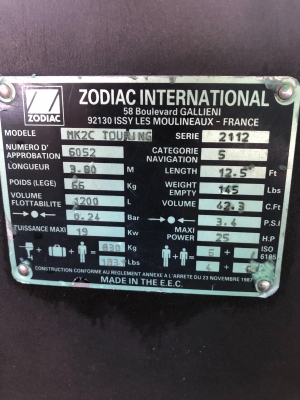 ZODIAC INTERNATIONAL
58 Boulevard GALLIENI
92130 ISSY LES MOULINEAUX - FRANCE
ZODIAC
MODELE MK2C TOURING SERIE 2112
NUMERO D'APPROBATION 6052 CATEGORIE NAVIGATION 5
LONGUEUR 3.80 M LENGTH 12.5 Ft
POIDS (LEGE) 66 Kg WEIGHT EMPTY 145 Lbs
VOLUME FLOTTABILITE 1200 L VOLUME 42.3 C.Ft
0.24 Bar 3.4 P.S.I
PUISSANCE MAXI 19 Kw MAXI POWER 25 H.P
+ + = 830 Kg + = 5 ISO
Lbs + 6185
CONSTRUCTION CONFORME AU REGLEMENT ANNEXE A L'ARRETE DU 23 NOVEMBRE 1987
MADE IN THE E.E.C.